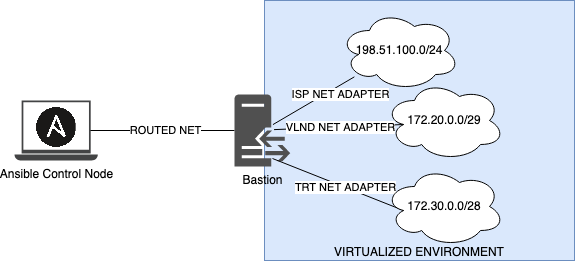 198.51.100.0/24
ISP NET ADAPTER
172.20.0.0/29
VLND NET ADAPTER
ROUTED NET
Ansible Control Node
Bastion
TRT NET ADAPTER
172.30.0.0/28
VIRTUALIZED ENVIRONMENT